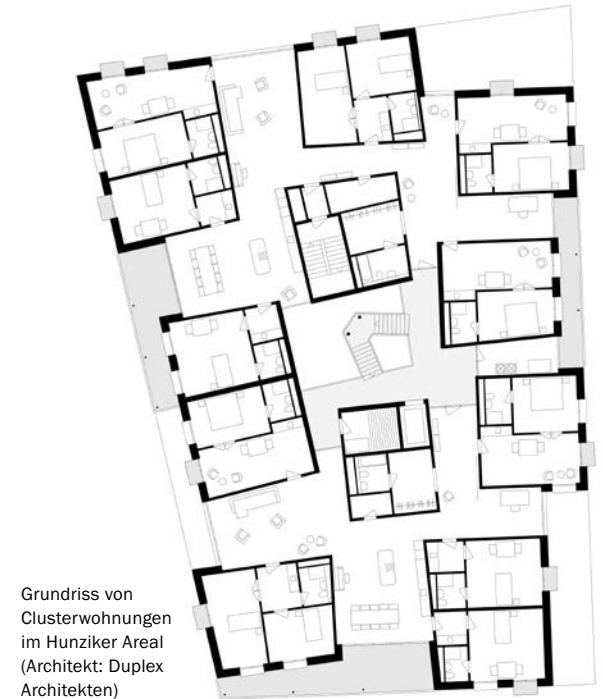 Grundriss von
Clusterwohnungen
im Hunziker Areal
(Architekt: Duplex
Architekten)